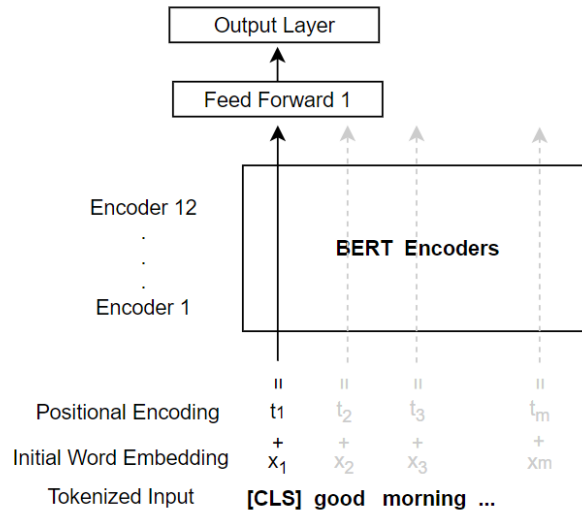 Output Layer
Feed Forward 1
Encoder 12
.
.
.
Encoder 1
BERT Encoders
= = = =
Positional Encoding t1 t2 t3 tm
+ + + +
Initial Word Embedding x1 x2 x3 xm
Tokenized Input [CLS] good morning ...